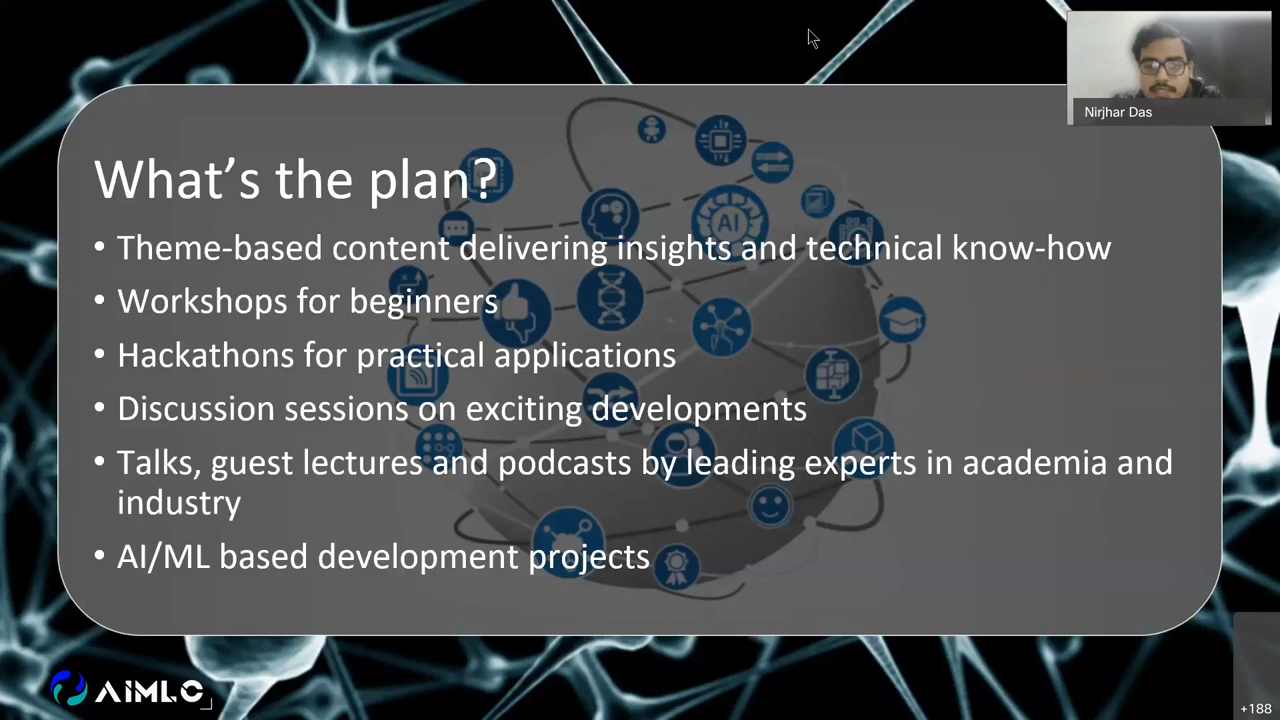 Nirjhar Das
What’s the plan?
• Theme-based content delivering insights and technical know-how
• Workshops for beginners
• Hackathons for practical applications
• Discussion sessions on exciting developments
• Talks, guest lectures and podcasts by leading experts in academia and
industry
• AI/ML based development projects
AI
AIMLC
+188